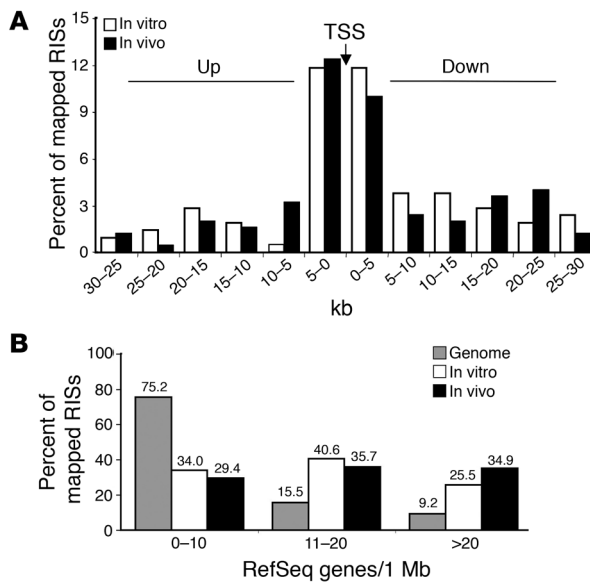 A
In vitro
In vivo
TSS
Up
Down
Percent of mapped RISs
15
12
9
6
3
0
30–25
25–20
20–15
15–10
10–5
5–0
0–5
5–10
10–15
15–20
20–25
25–30
kb
B
Genome
In vitro
In vivo
Percent of
mapped RISs
100
80
60
40
20
0
75.2
34.0
29.4
15.5
40.6
35.7
9.2
25.5
34.9
0–10
11–20
>20
RefSeq genes/1 Mb